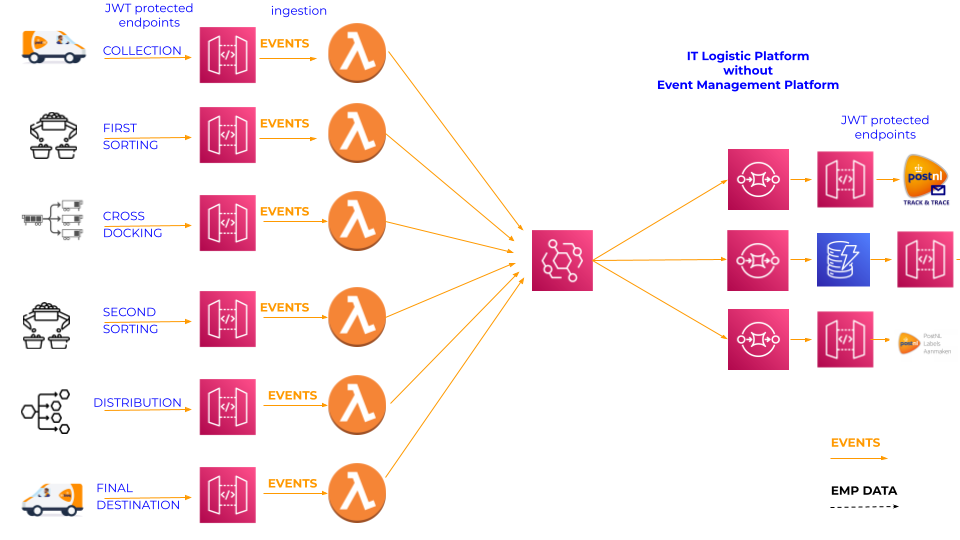 JWT protected
endpoints
ingestion
COLLECTION
EVENTS
FIRST
SORTING
EVENTS
CROSS
DOCKING
EVENTS
SECOND
SORTING
EVENTS
DISTRIBUTION
EVENTS
FINAL
DESTINATION
EVENTS
IT Logistic Platform
without
Event Management Platform
JWT protected
endpoints
postnl
TRACK & TRACE
postnl
PostNL
Labels
Aanmaken
EVENTS
EMP DATA